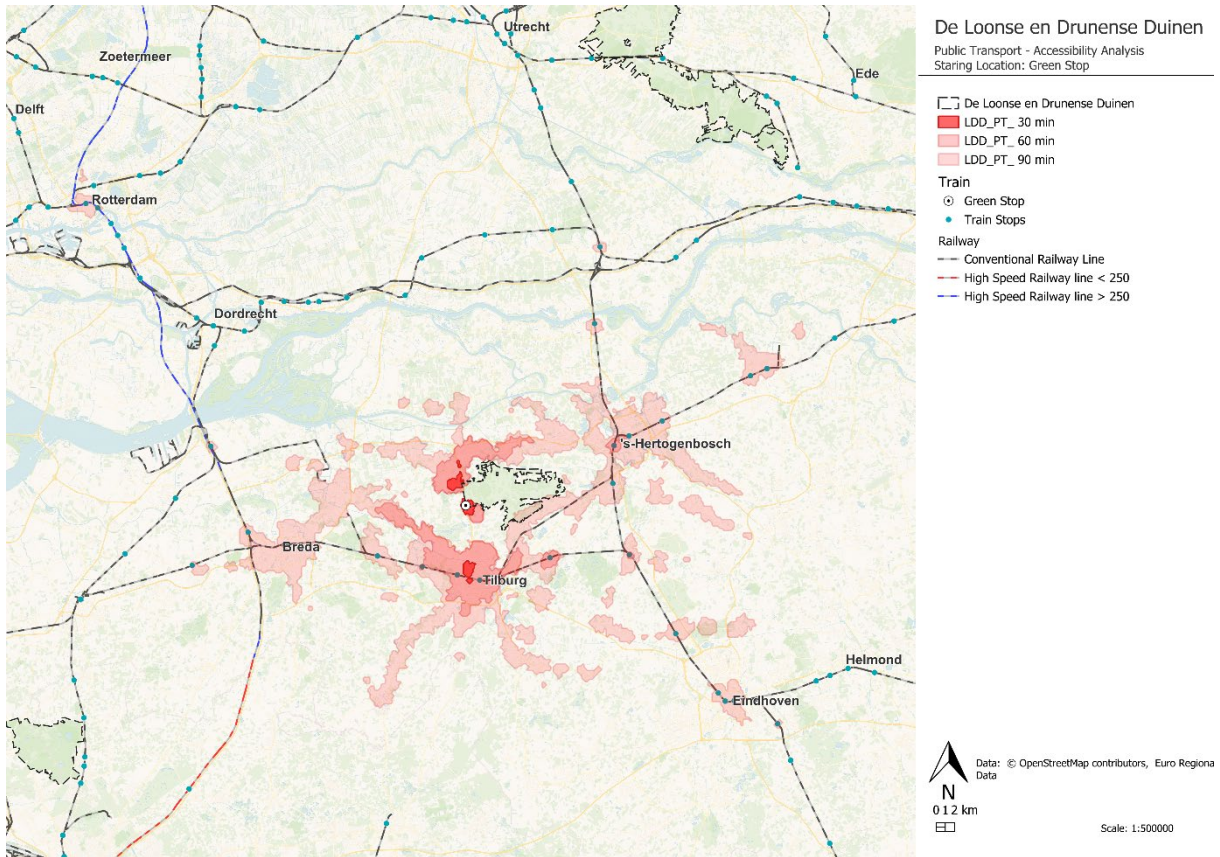 De Loonse en Drunense Duinen
Public Transport - Accessibility Analysis
Staring Location: Green Stop
De Loonse en Drunense Duinen
LDD_PT_ 30 min
LDD_PT_ 60 min
LDD_PT_ 90 min
Train
Green Stop
Train Stops
Railway
Conventional Railway Line
High Speed Railway line < 250
High Speed Railway line > 250
Utrecht
Zoetermeer
Ede
Delft
Rotterdam
Dordrecht
's-Hertogenbosch
Breda
Tilburg
Helmond
Eindhoven
N
0 1 2 km
Data: © OpenStreetMap contributors, Euro Regiona
Data
Scale: 1:500000